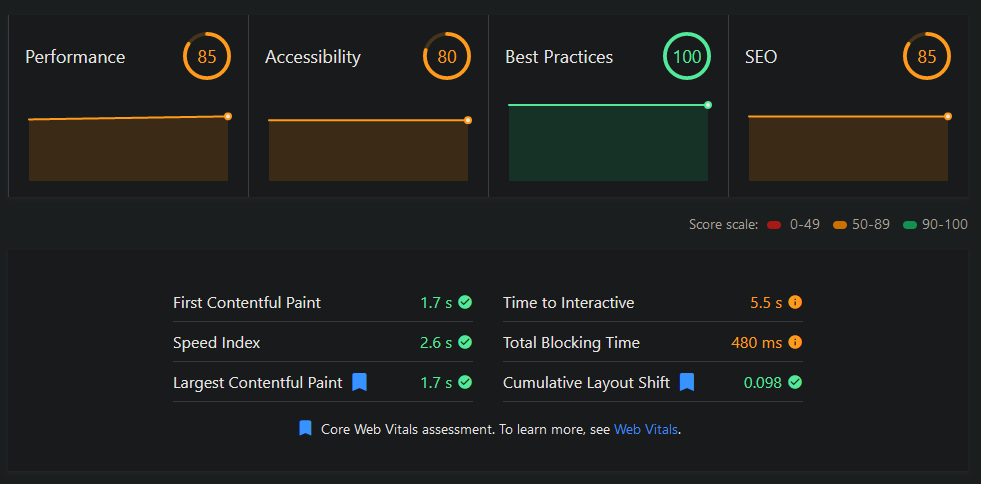 Performance 85 Accessibility 80 Best Practices 100 SEO 85
Score scale: 0-49 50-89 90-100
First Contentful Paint 1.7 s Time to Interactive 5.5 s
Speed Index 2.6 s Total Blocking Time 480 ms
Largest Contentful Paint 1.7 s Cumulative Layout Shift 0.098
Core Web Vitals assessment. To learn more, see Web Vitals.